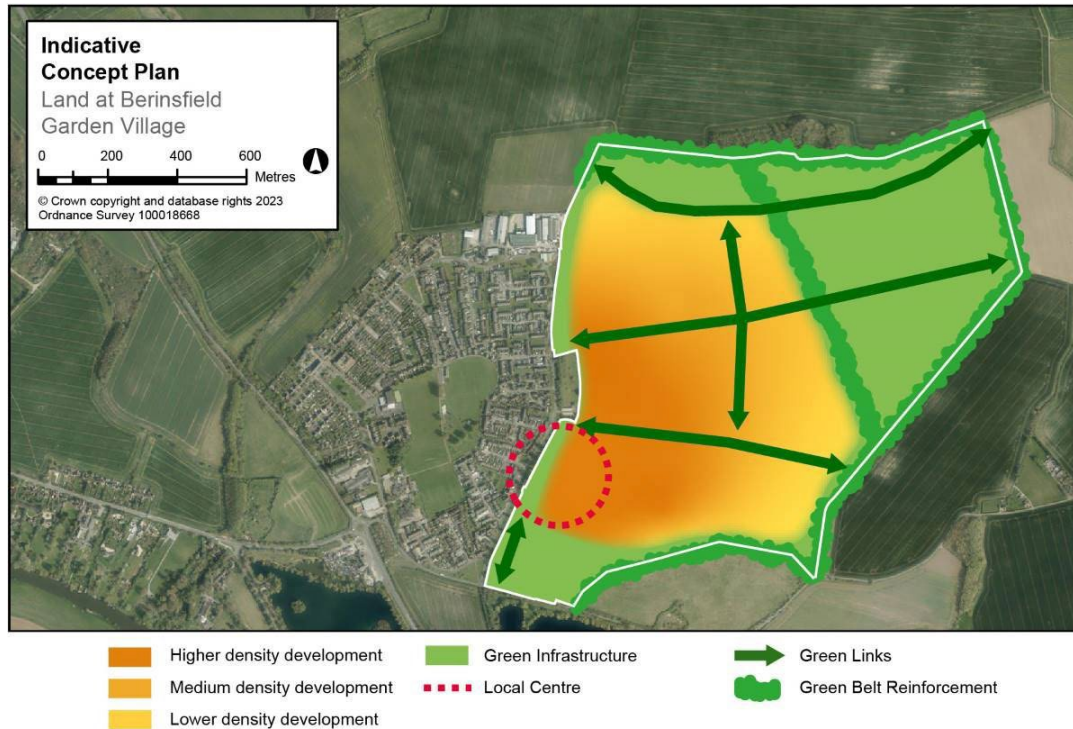 Indicative
Concept Plan
Land at Berinsfield
Garden Village
0 200 400 600
Metres
© Crown copyright and database rights 2023
Ordnance Survey 100018668
Higher density development
Medium density development
Lower density development
Green Infrastructure
Local Centre
Green Links
Green Belt Reinforcement